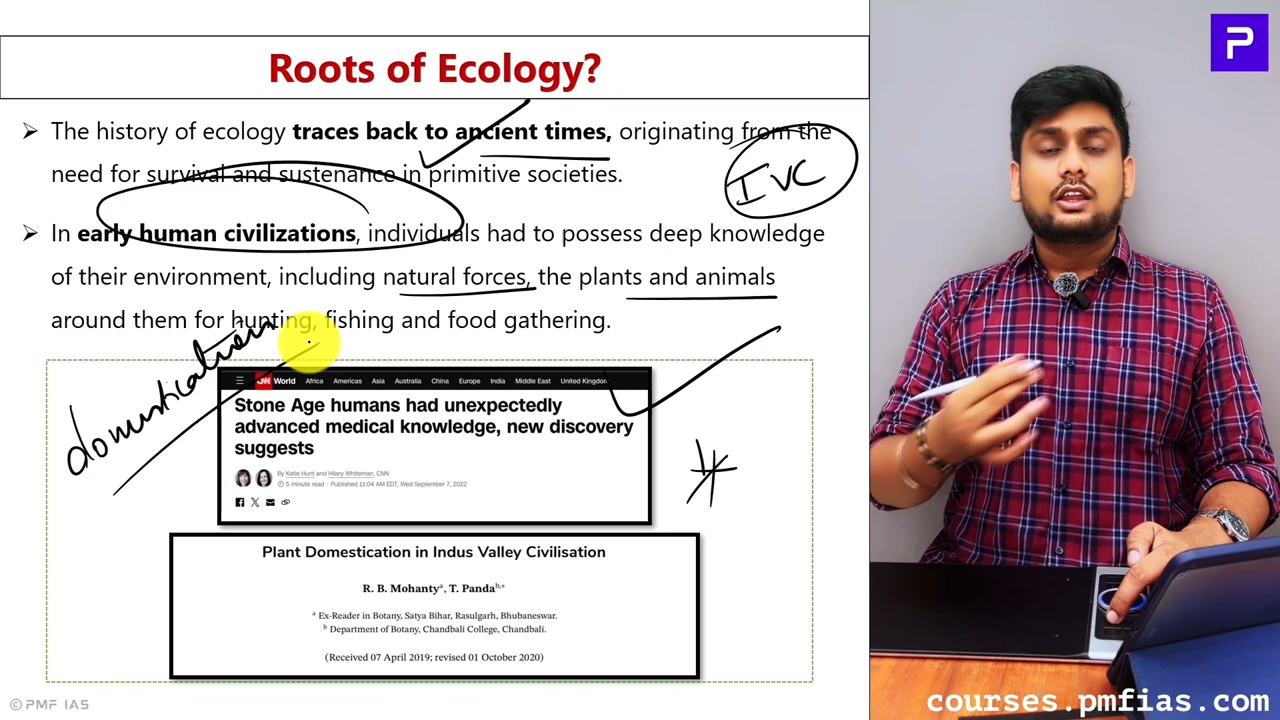 P
Roots of Ecology?
➤ The history of ecology traces back to ancient times, originating from the
need for survival and sustenance in primitive societies.
IVC
➤ In early human civilizations, individuals had to possess deep knowledge
of their environment, including natural forces, the plants and animals
around them for hunting, fishing and food gathering.
domestication
CNN World Africa Americas Asia Australia China Europe India Middle East United Kingdom
Stone Age humans had unexpectedly
advanced medical knowledge, new discovery
suggests
By Katie Hunt and Hilary Whiteman, CNN
5 minute read · Published 11:04 AM EDT, Wed September 7, 2022
Plant Domestication in Indus Valley Civilisation
R. B. Mohantyᵃ, T. Pandaᵇ,*
ᵃ Ex-Reader in Botany, Satya Bihar, Rasulgarh, Bhubaneswar.
ᵇ Department of Botany, Chandbali College, Chandbali.
(Received 07 April 2019; revised 01 October 2020)
© PMF IAS
courses.pmfias.com